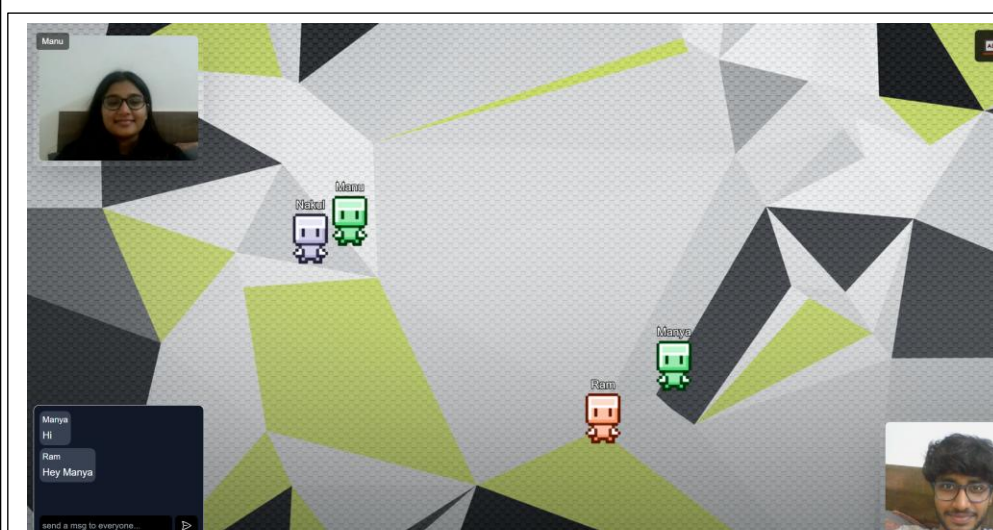 Manu
Manu
Nakul
Manya
Ram
Manya
Hi
Ram
Hey Manya
send a msg to everyone...